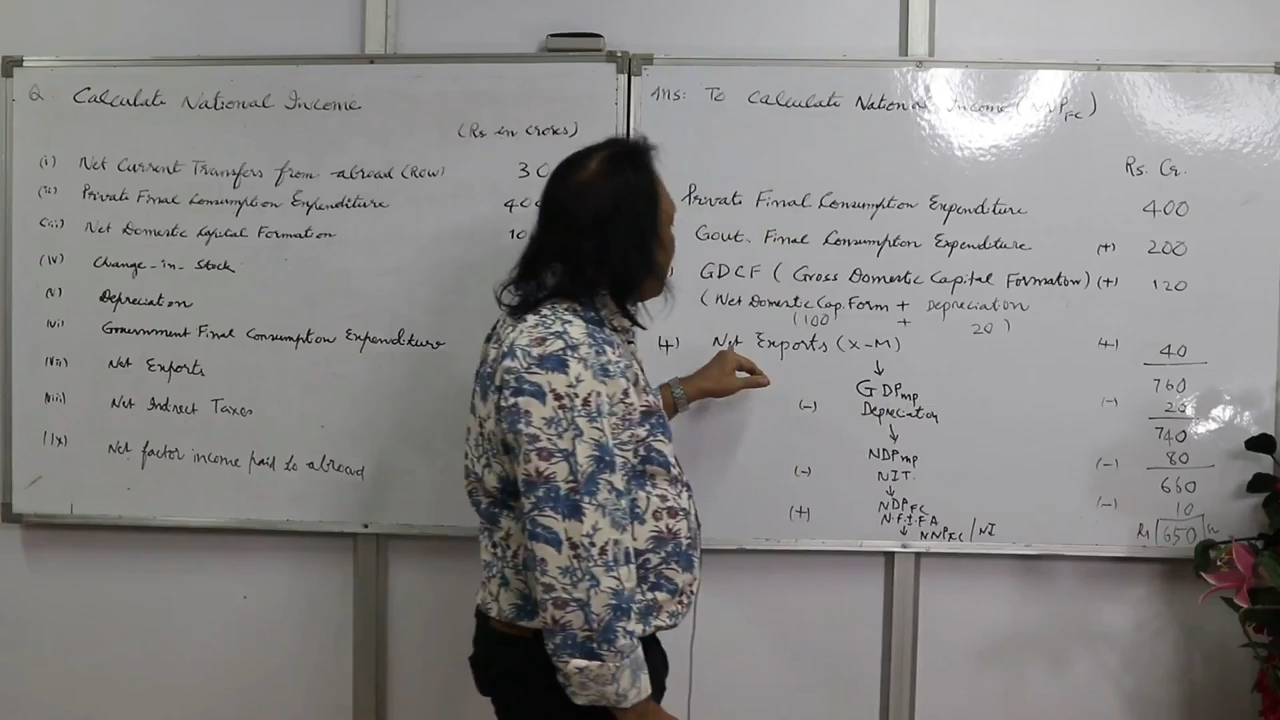 Q. Calculate National Income
(Rs in crores)
(i) Net Current Transfers from abroad (ROW) 30
(ii) Private Final Consumption Expenditure 400
(iii) Net Domestic Capital Formation 10
(iv) Change-in-Stock
(v) Depreciation
(vi) Government Final Consumption Expenditure
(vii) Net Exports
(viii) Net Indirect Taxes
(ix) Net factor income paid to abroad
Ans: To Calculate National Income (NNPFC)
Rs. Cr.
Private Final Consumption Expenditure 400
Govt. Final Consumption Expenditure (+) 200
) GDCF (Gross Domestic Capital Formation) (+) 120
(Net Domestic Cap. Form + Depreciation
(100 + 20)
4) Net Exports (X-M) (+) 40
↓
GDPmp 760
(-) Depreciation (-) 20
↓
740
NDPmp
(-) NIT. (-) 80
↓
660
NDPFC
(+) N.F.I.F.A (-) 10
↓ NNPFC/NI Rs 650